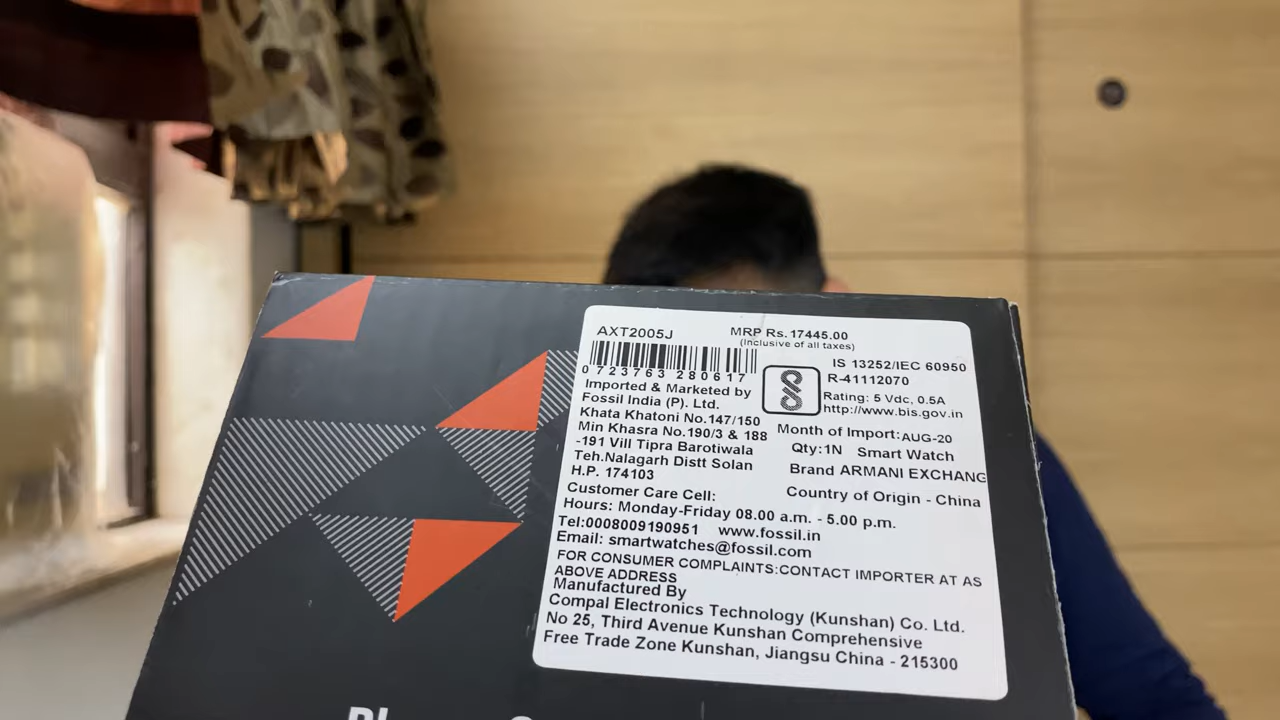 AXT2005J
MRP Rs. 17445.00
(Inclusive of all taxes)
0 723763 280617
Imported & Marketed by
Fossil India (P). Ltd.
Khata Khatoni No.147/150
Min Khasra No.190/3 & 188
-191 Vill Tipra Barotiwala
Teh.Nalagarh Distt Solan
H.P. 174103
IS 13252/IEC 60950
R-41112070
Rating: 5 Vdc, 0.5A
http://www.bis.gov.in
Month of Import:AUG-20
Qty:1N Smart Watch
Brand ARMANI EXCHANG
Country of Origin - China
Customer Care Cell:
Hours: Monday-Friday 08.00 a.m. - 5.00 p.m.
Tel:0008009190951 www.fossil.in
Email: smartwatches@fossil.com
FOR CONSUMER COMPLAINTS:CONTACT IMPORTER AT AS
ABOVE ADDRESS
Manufactured By
Compal Electronics Technology (Kunshan) Co. Ltd.
No 25, Third Avenue Kunshan Comprehensive
Free Trade Zone Kunshan, Jiangsu China - 215300